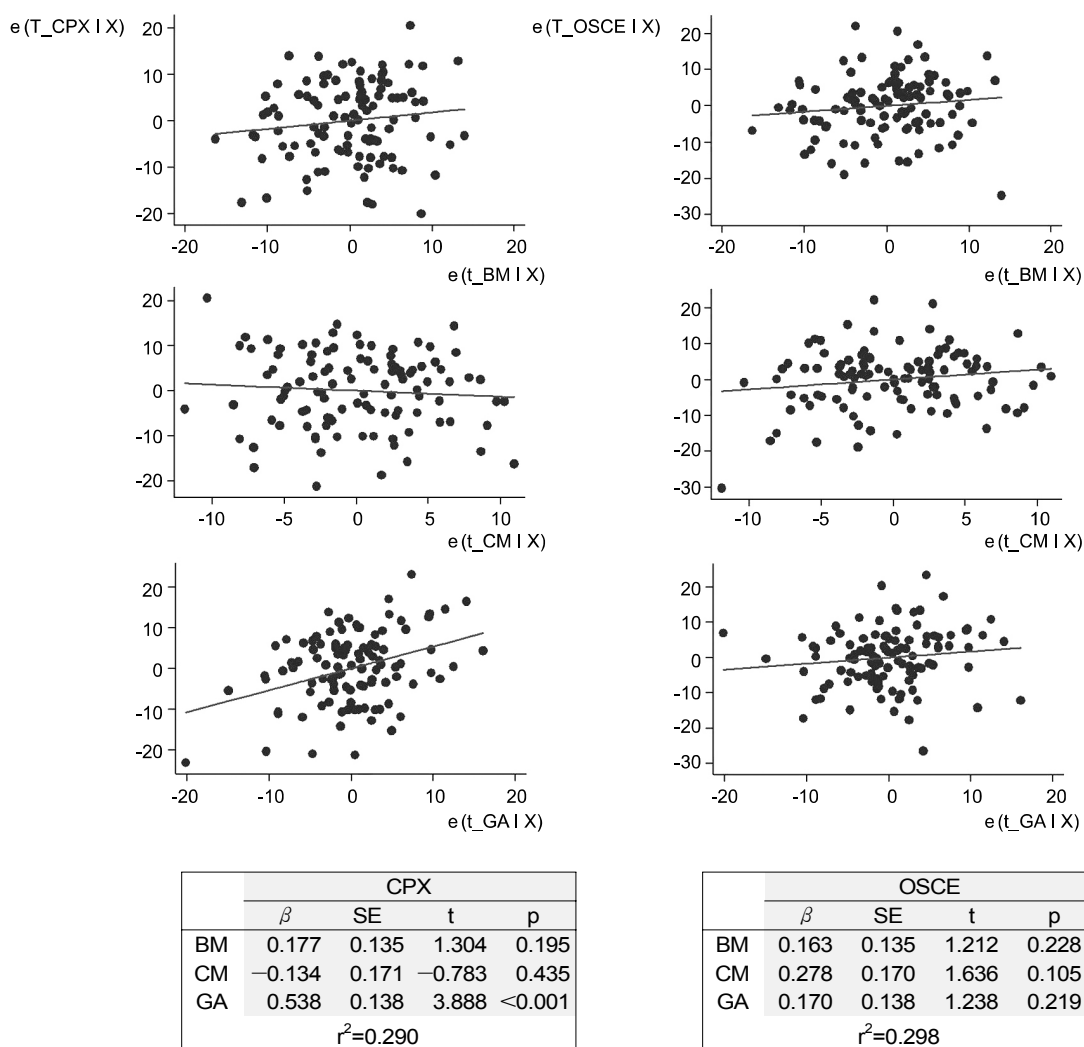 e(T_CPX | X)
20
10
0
-10
-20
-20 -10 0 10 20
e(t_BM | X)
e(T_OSCE | X)
20
10
0
-10
-20
-30
-20 -10 0 10 20
e(t_BM | X)
20
10
0
-10
-20
-10 -5 0 5 10
e(t_CM | X)
20
10
0
-10
-20
-30
-10 -5 0 5 10
e(t_CM | X)
20
10
0
-10
-20
-20 -10 0 10 20
e(t_GA | X)
20
10
0
-10
-20
-30
-20 -10 0 10 20
e(t_GA | X)
CPX
β SE t p
BM 0.177 0.135 1.304 0.195
CM −0.134 0.171 −0.783 0.435
GA 0.538 0.138 3.888 <0.001
r²=0.290
OSCE
β SE t p
BM 0.163 0.135 1.212 0.228
CM 0.278 0.170 1.636 0.105
GA 0.170 0.138 1.238 0.219
r²=0.298